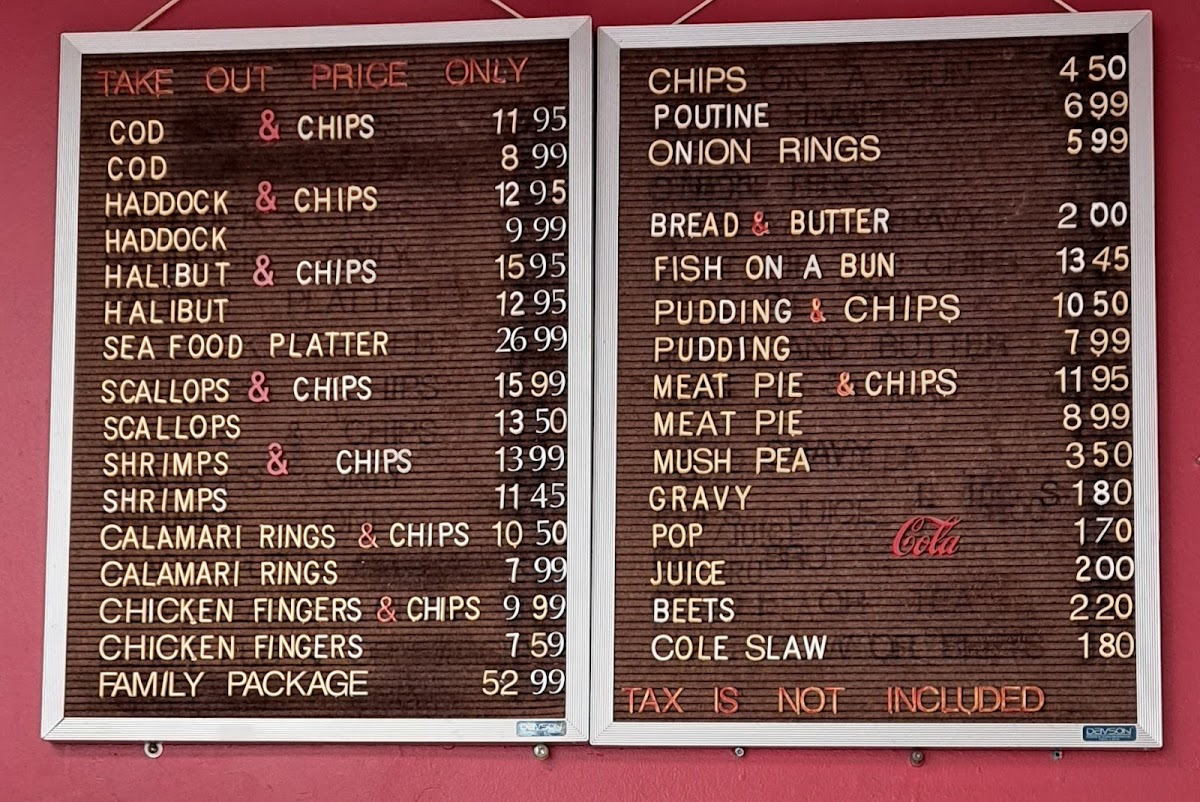 TAKE OUT PRICE ONLY
COD & CHIPS 11 95
COD 8 99
HADDOCK & CHIPS 12 95
HADDOCK 9 99
HALIBUT & CHIPS 15 95
HALIBUT 12 95
SEA FOOD PLATTER 26 99
SCALLOPS & CHIPS 15 99
SCALLOPS 13 50
SHRIMPS & CHIPS 13 99
SHRIMPS 11 45
CALAMARI RINGS & CHIPS 10 50
CALAMARI RINGS 7 99
CHICKEN FINGERS & CHIPS 9 99
CHICKEN FINGERS 7 59
FAMILY PACKAGE 52 99
DAVSON
CHIPS 4 50
POUTINE 6 99
ONION RINGS 5 99
BREAD & BUTTER 2 00
FISH ON A BUN 13 45
PUDDING & CHIPS 10 50
PUDDING 7 99
MEAT PIE & CHIPS 11 95
MEAT PIE 8 99
MUSH PEA 3 50
GRAVY 1 80
POP Cola 1 70
JUICE 2 00
BEETS 2 20
COLE SLAW 1 80
TAX IS NOT INCLUDED
DAVSON